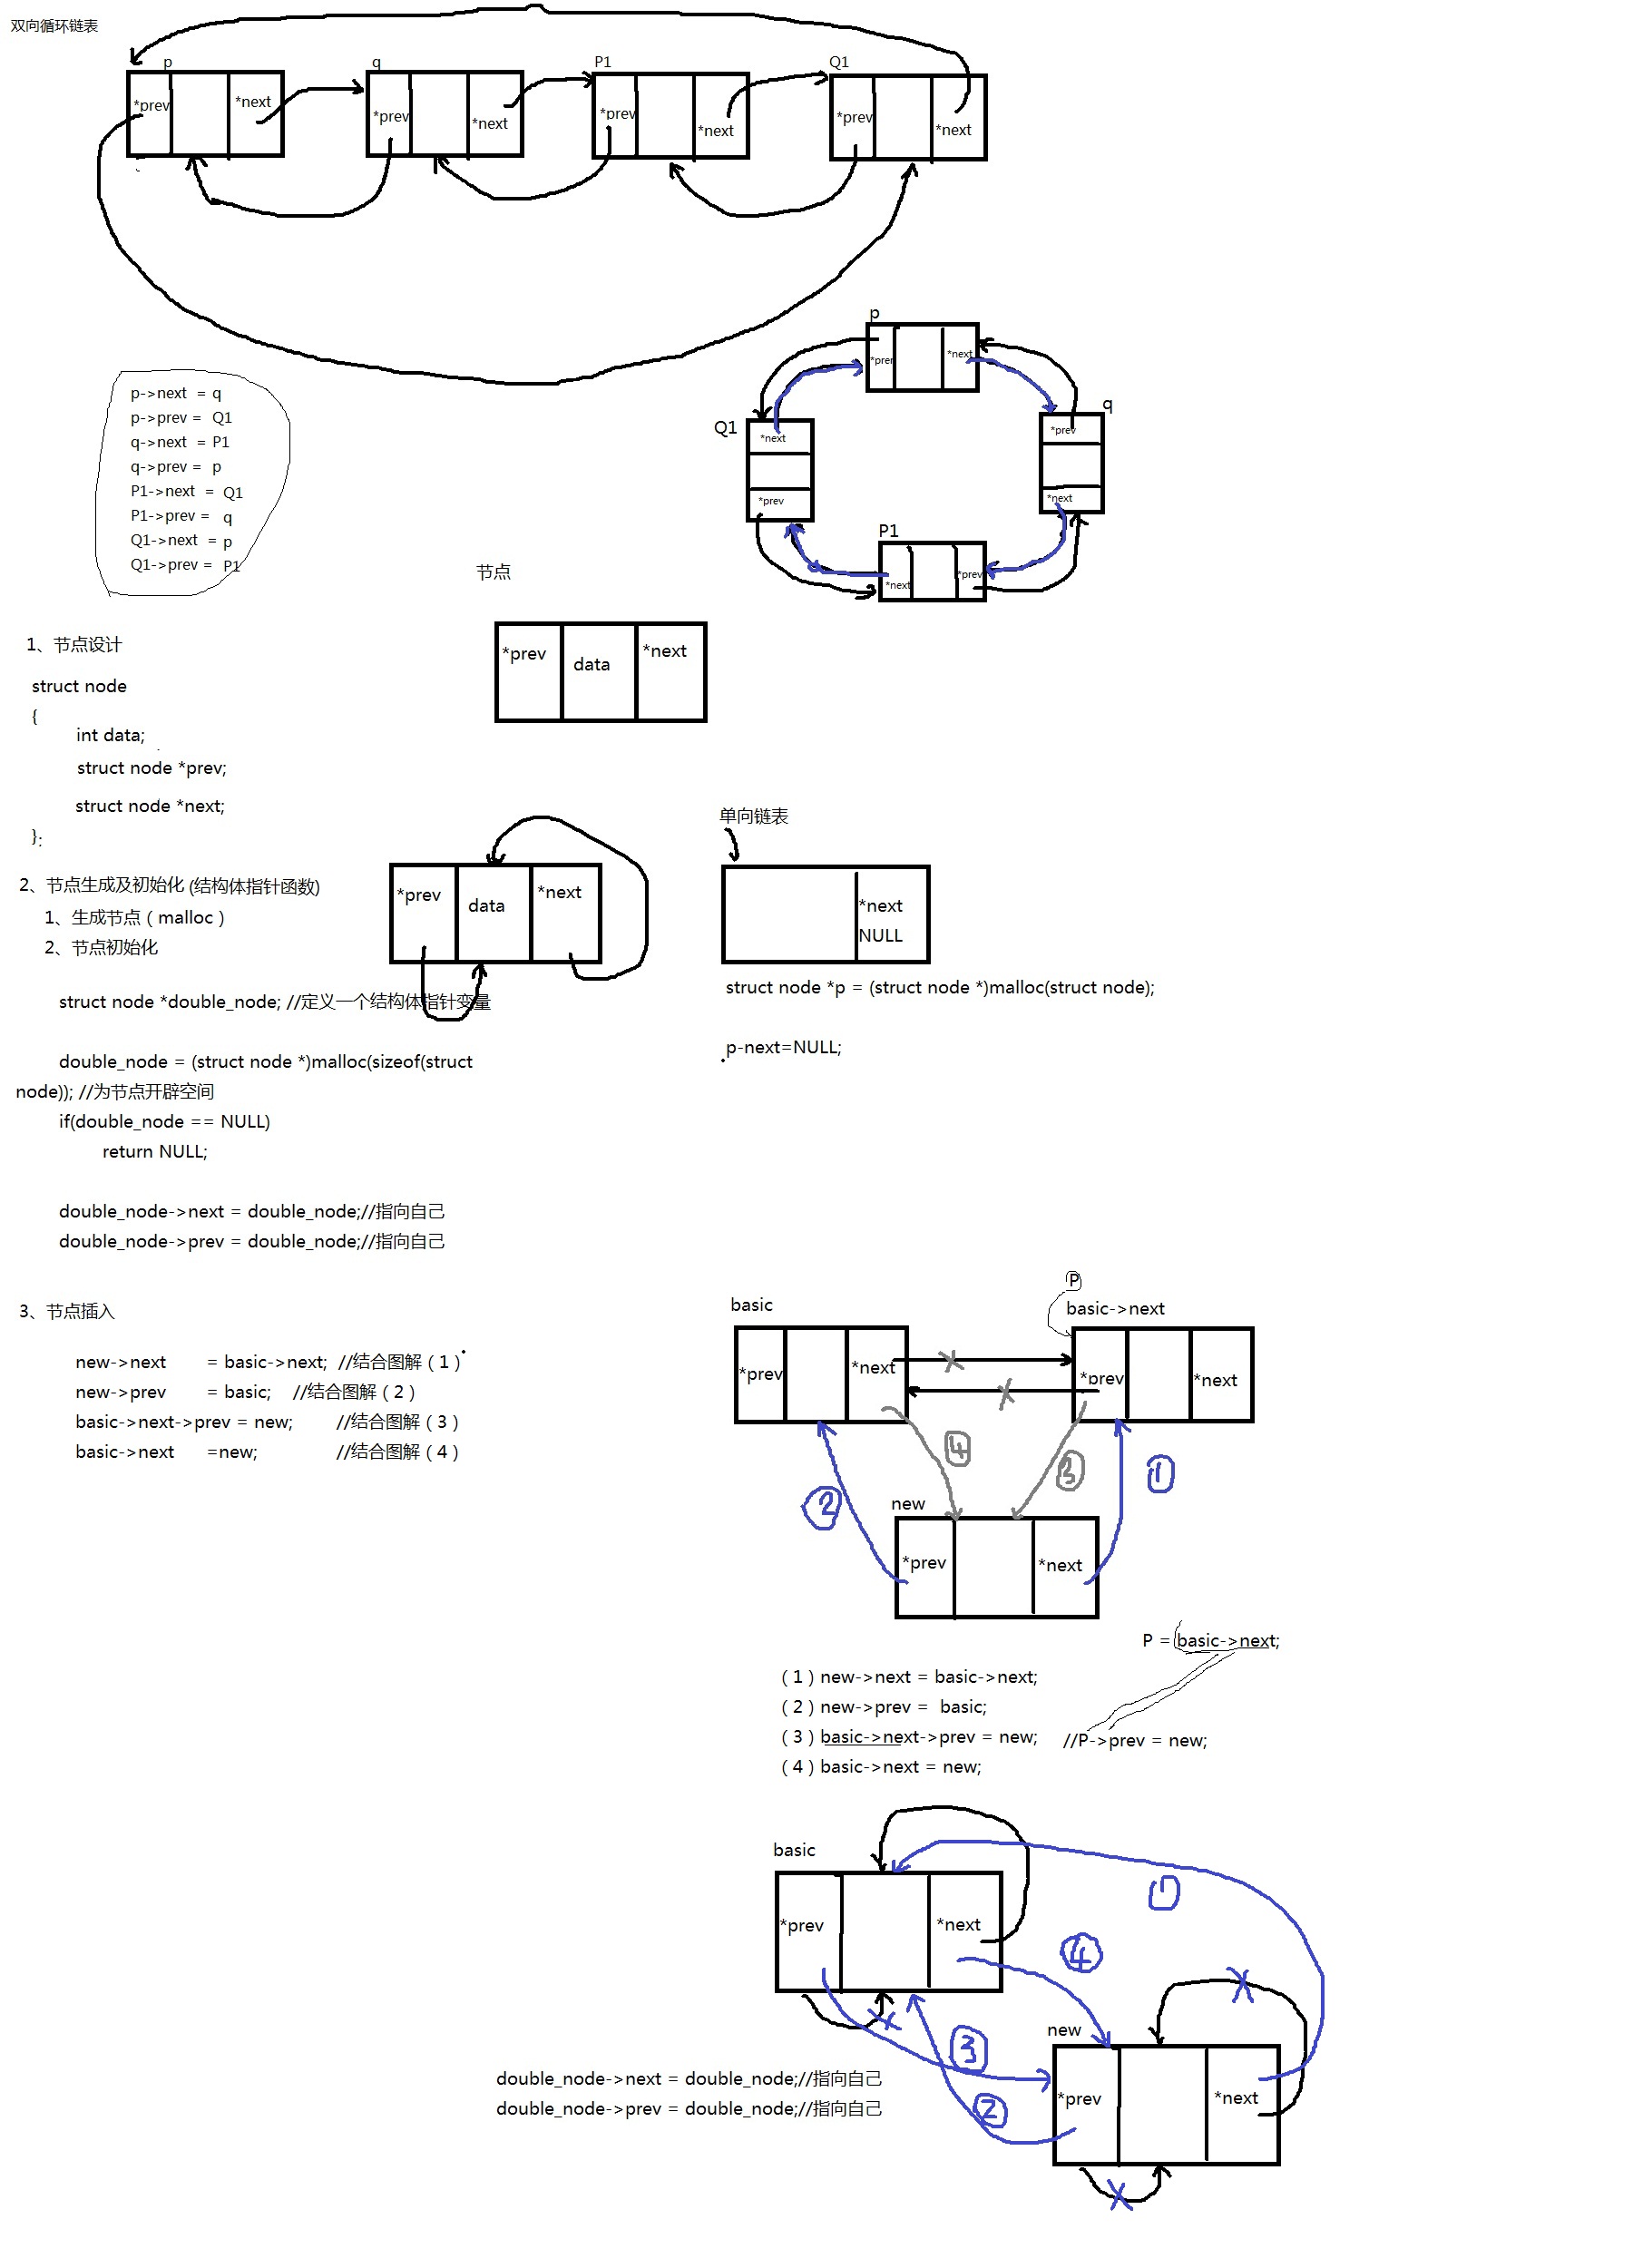 双向循环链表
p
q
P1
Q1
*prev
*next
*prev
*next
*prev
*next
*prev
*next
p->next = q
p->prev = Q1
q->next = P1
q->prev = p
P1->next = Q1
P1->prev = q
Q1->next = p
Q1->prev = P1
p
*prer
*next
Q1
*next
*prev
q
*prev
*next
P1
*next
*prev
节点
*prev
data
*next
1、节点设计
struct node
{
int data;
struct node *prev;
struct node *next;
};
2、节点生成及初始化 (结构体指针函数)
1、生成节点（malloc）
2、节点初始化
*prev
data
*next
单向链表
*next
NULL
struct node *p = (struct node *)malloc(struct node);
p-next=NULL;
struct node *double_node; //定义一个结构体指针变量
double_node = (struct node *)malloc(sizeof(struct
node)); //为节点开辟空间
if(double_node == NULL)
return NULL;
double_node->next = double_node;//指向自己
double_node->prev = double_node;//指向自己
3、节点插入
new->next = basic->next; //结合图解（1）
new->prev = basic; //结合图解（2）
basic->next->prev = new; //结合图解（3）
basic->next =new; //结合图解（4）
basic
P
basic->next
*prev
*next
*prev
*next
④
③
①
②
new
*prev
*next
P = basic->next;
（1）new->next = basic->next;
（2）new->prev = basic;
（3）basic->next->prev = new; //P->prev = new;
（4）basic->next = new;
basic
*prev
*next
①
④
③
②
new
*prev
*next
double_node->next = double_node;//指向自己
double_node->prev = double_node;//指向自己